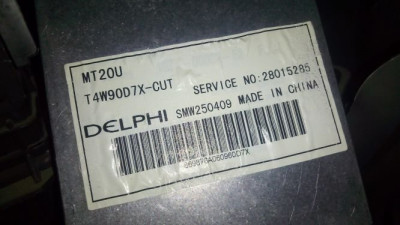 MT20U
T4W90D7X-CUT SERVICE NO:28015285
DELPHI SMW250409 MADE IN CHINA